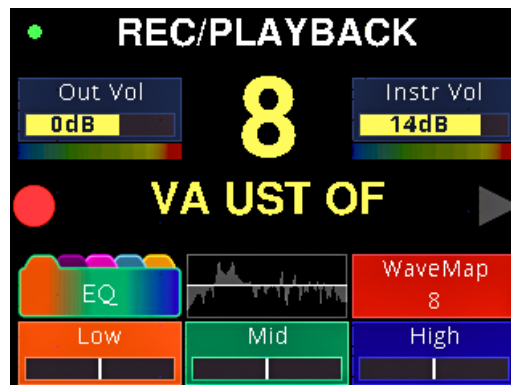 REC/PLAYBACK
Out Vol
0dB
8
Instr Vol
14dB
VA UST OF
EQ
WaveMap
8
Low
Mid
High